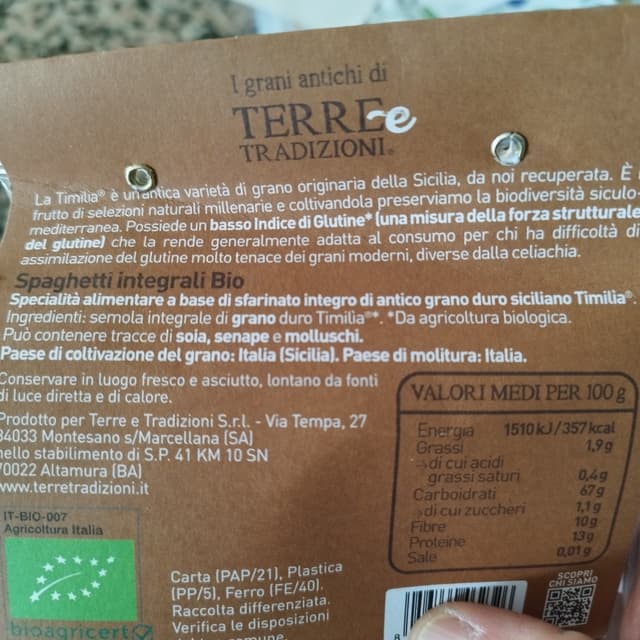 I grani antichi di
TERRE e
TRADIZIONI®
La Timilia® è un'antica varietà di grano originaria della Sicilia, da noi recuperata. È
frutto di selezioni naturali millenarie e coltivandola preserviamo la biodiversità siculo-
mediterranea. Possiede un basso Indice di Glutine* (una misura della forza strutturale
del glutine) che la rende generalmente adatta al consumo per chi ha difficoltà di
assimilazione del glutine molto tenace dei grani moderni, diverse dalla celiachia.
Spaghetti integrali Bio
Specialità alimentare a base di sfarinato integro di antico grano duro siciliano Timilia®.
Ingredienti: semola integrale di grano duro Timilia®*. *Da agricoltura biologica.
Può contenere tracce di soia, senape e molluschi.
Paese di coltivazione del grano: Italia (Sicilia). Paese di molitura: Italia.
Conservare in luogo fresco e asciutto, lontano da fonti
di luce diretta e di calore.
Prodotto per Terre e Tradizioni S.r.l. - Via Tempa, 27
84033 Montesano s/Marcellana (SA)
nello stabilimento di S.P. 41 KM 10 SN
70022 Altamura (BA)
www.terretradizioni.it
IT-BIO-007
Agricoltura Italia
bioagricert
Carta (PAP/21), Plastica
(PP/5), Ferro (FE/40).
Raccolta differenziata.
Verifica le disposizioni
comune.
VALORI MEDI PER 100 g
Energia 1510 kJ/357 kcal
Grassi 1,9 g
di cui acidi
grassi saturi 0,4 g
Carboidrati 67 g
di cui zuccheri 1,1 g
Fibre 10 g
Proteine 13 g
Sale 0,01 g
SCOPRI
CHI SIAMO
8